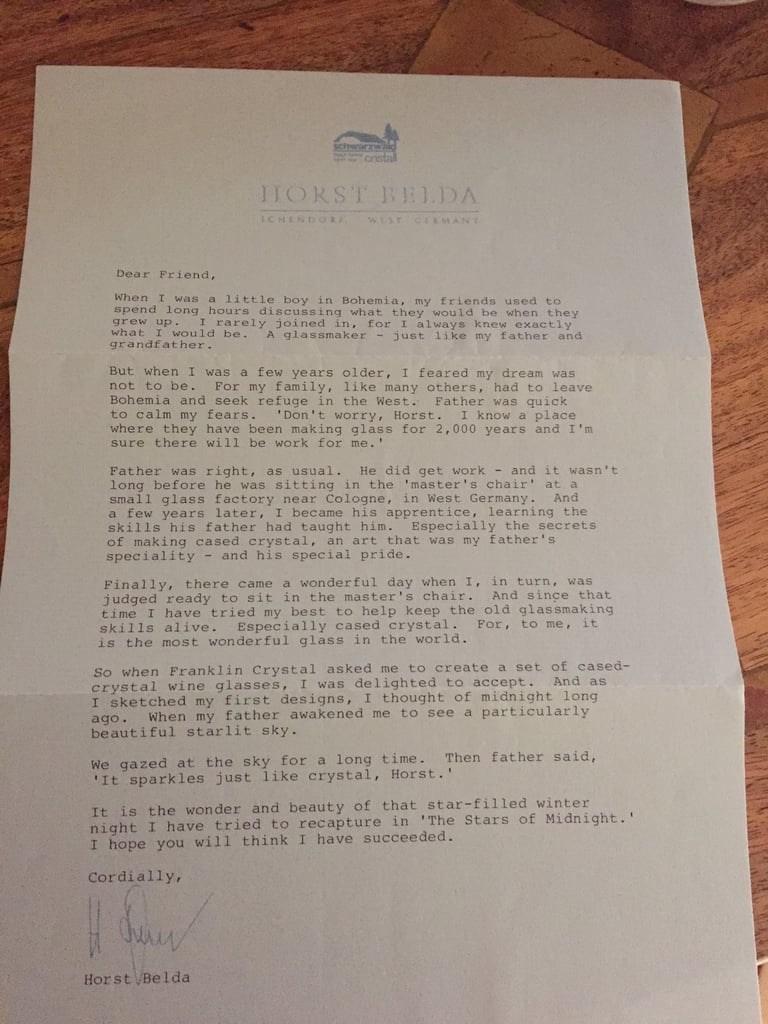 schwarzwald
cristall
HORST BELDA
ICHENDORF, WEST GERMANY
Dear Friend,
When I was a little boy in Bohemia, my friends used to
spend long hours discussing what they would be when they
grew up. I rarely joined in, for I always knew exactly
what I would be. A glassmaker - just like my father and
grandfather.
But when I was a few years older, I feared my dream was
not to be. For my family, like many others, had to leave
Bohemia and seek refuge in the West. Father was quick
to calm my fears. 'Don't worry, Horst. I know a place
where they have been making glass for 2,000 years and I'm
sure there will be work for me.'
Father was right, as usual. He did get work - and it wasn't
long before he was sitting in the 'master's chair' at a
small glass factory near Cologne, in West Germany. And
a few years later, I became his apprentice, learning the
skills his father had taught him. Especially the secrets
of making cased crystal, an art that was my father's
speciality - and his special pride.
Finally, there came a wonderful day when I, in turn, was
judged ready to sit in the master's chair. And since that
time I have tried my best to help keep the old glassmaking
skills alive. Especially cased crystal. For, to me, it
is the most wonderful glass in the world.
So when Franklin Crystal asked me to create a set of cased-
crystal wine glasses, I was delighted to accept. And as
I sketched my first designs, I thought of midnight long
ago. When my father awakened me to see a particularly
beautiful starlit sky.
We gazed at the sky for a long time. Then father said,
'It sparkles just like crystal, Horst.'
It is the wonder and beauty of that star-filled winter
night I have tried to recapture in 'The Stars of Midnight.'
I hope you will think I have succeeded.
Cordially,
Horst Belda